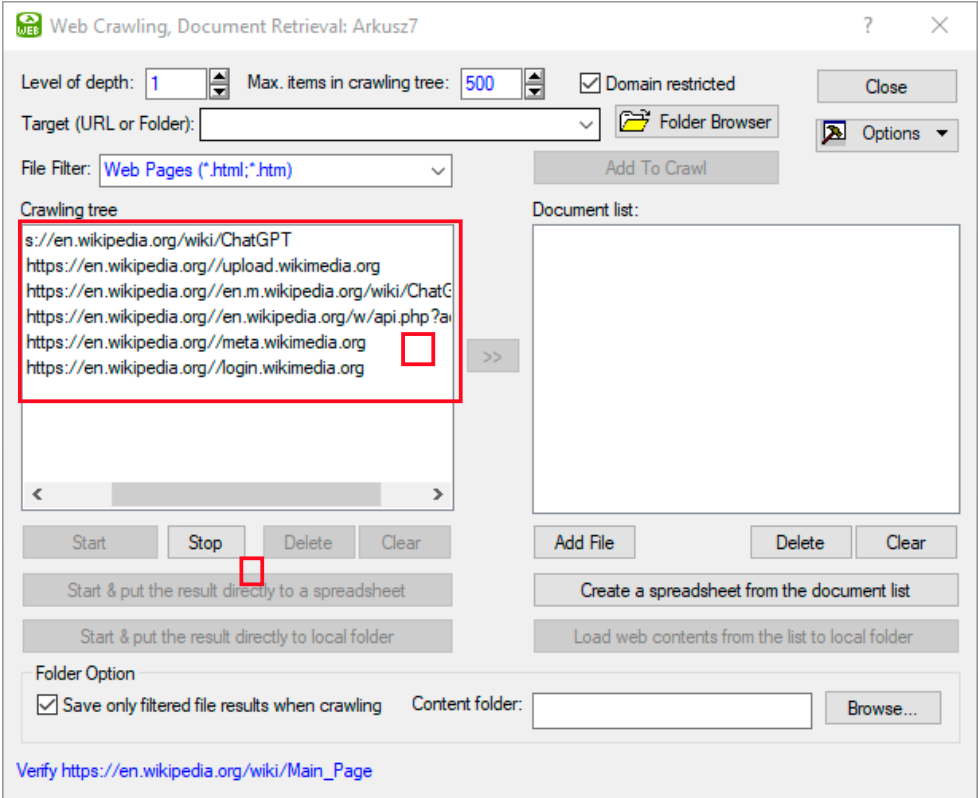 WEB Web Crawling, Document Retrieval: Arkusz7 ?
Level of depth: 1 Max. items in crawling tree: 500 Domain restricted Close
Target (URL or Folder): Folder Browser Options
File Filter: Web Pages (*.html;*.htm) Add To Crawl
Crawling tree Document list:
s://en.wikipedia.org/wiki/ChatGPT
https://en.wikipedia.org//upload.wikimedia.org
https://en.wikipedia.org//en.m.wikipedia.org/wiki/ChatG
https://en.wikipedia.org//en.wikipedia.org/w/api.php?a
https://en.wikipedia.org//meta.wikimedia.org
>>
https://en.wikipedia.org//login.wikimedia.org
Start Stop Delete Clear Add File Delete Clear
Start & put the result directly to a spreadsheet Create a spreadsheet from the document list
Start & put the result directly to local folder Load web contents from the list to local folder
Folder Option
Save only filtered file results when crawling Content folder: Browse...
Verify https://en.wikipedia.org/wiki/Main_Page